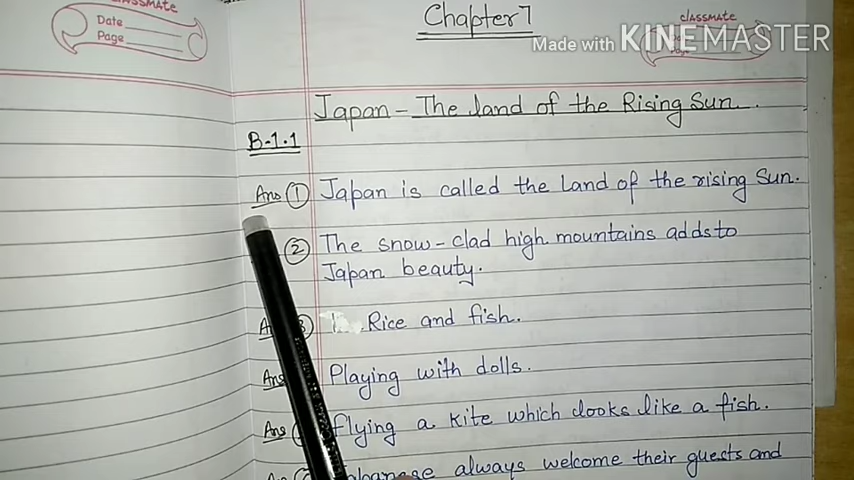 CLASSMATE
Date
Page
Chapter 7
CLASSMATE
Made with KINEMASTER
Japan - The land of the Rising Sun.
B-1.1
Ans ① Japan is called the Land of the rising Sun.
② The snow-clad high mountains adds to
Japan beauty.
Rice and fish.
Ans Playing with dolls.
Ans flying a kite which looks like a fish.
always welcome their guests and